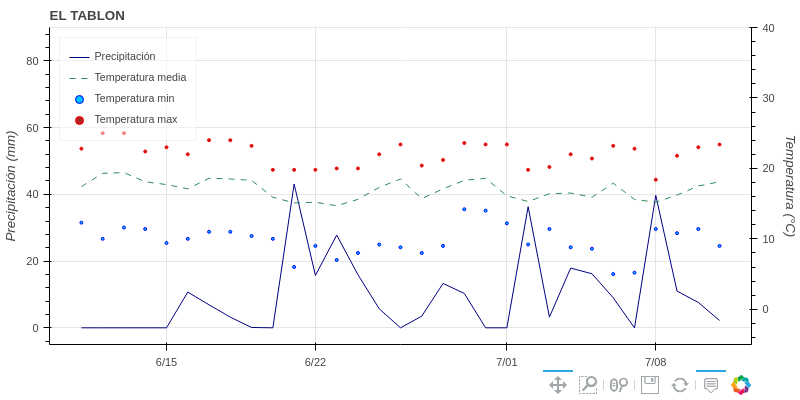 EL TABLON
Precipitación
Temperatura media
Temperatura min
Temperatura max
Precipitación (mm)
80
60
40
20
0
40
30
20
10
0
Temperatura (°C)
6/15
6/22
7/01
7/08